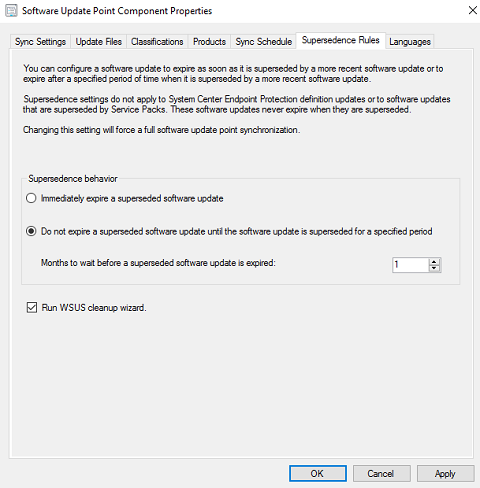 Software Update Point Component Properties
Sync Settings Update Files Classifications Products Sync Schedule Supersedence Rules Languages
You can configure a software update to expire as soon as it is superseded by a more recent software update or to
expire after a specified period of time when it is superseded by a more recent software update.
Supersedence settings do not apply to System Center Endpoint Protection definition updates or to software updates
that are superseded by Service Packs. These software updates never expire when they are superseded.
Changing this setting will force a full software update point synchronization.
Supersedence behavior
Immediately expire a superseded software update
Do not expire a superseded software update until the software update is superseded for a specified period
Months to wait before a superseded software update is expired: 1
Run WSUS cleanup wizard.
OK Cancel Apply